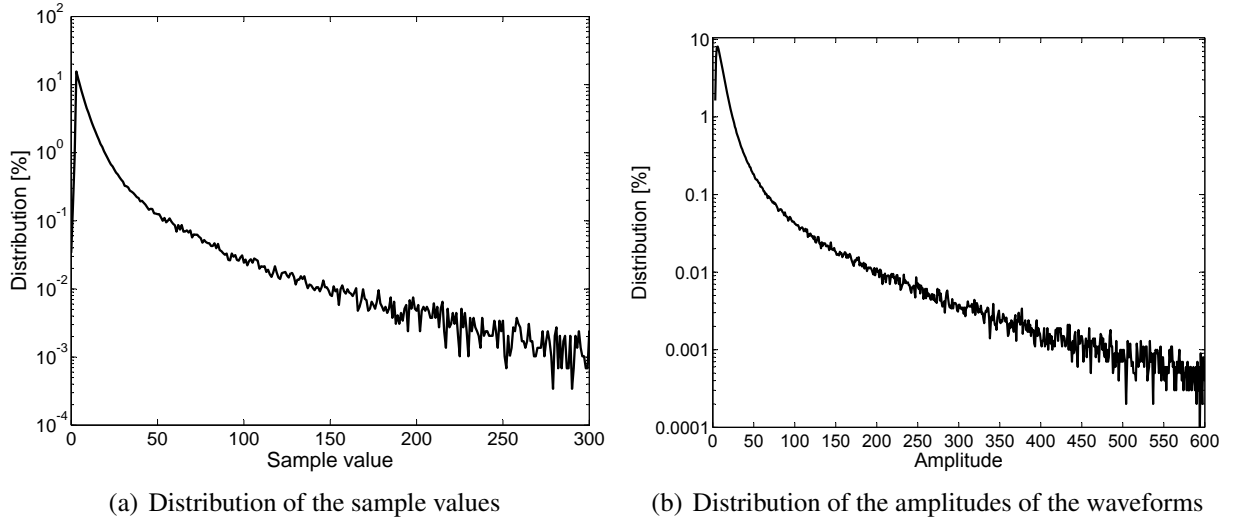 10^2
10^1
10^0
10^-1
10^-2
10^-3
10^-4
Distribution [%]
0 50 100 150 200 250 300
Sample value
(a) Distribution of the sample values
10
1
0.1
0.01
0.001
0.0001
Distribution [%]
0 50 100 150 200 250 300 350 400 450 500 550 600
Amplitude
(b) Distribution of the amplitudes of the waveforms